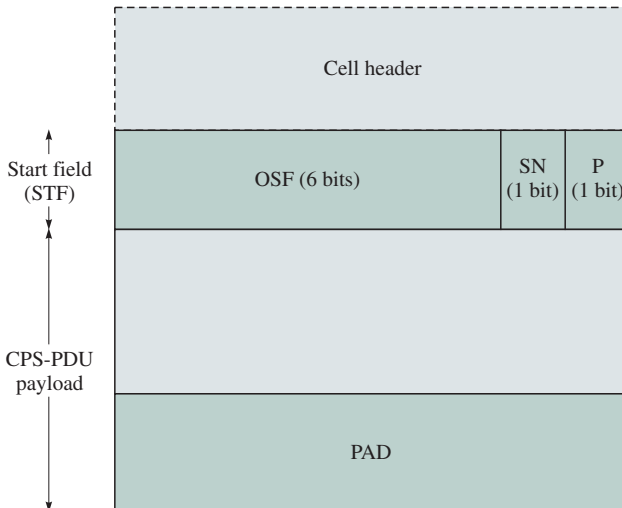 Cell header
Start field
(STF)
OSF (6 bits)
SN
(1 bit)
P
(1 bit)
CPS-PDU
payload
PAD